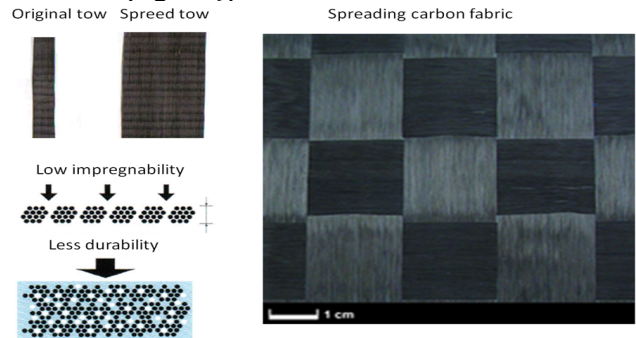 Original tow Spreed tow
Spreading carbon fabric
Low impregnability
Less durability
1 cm